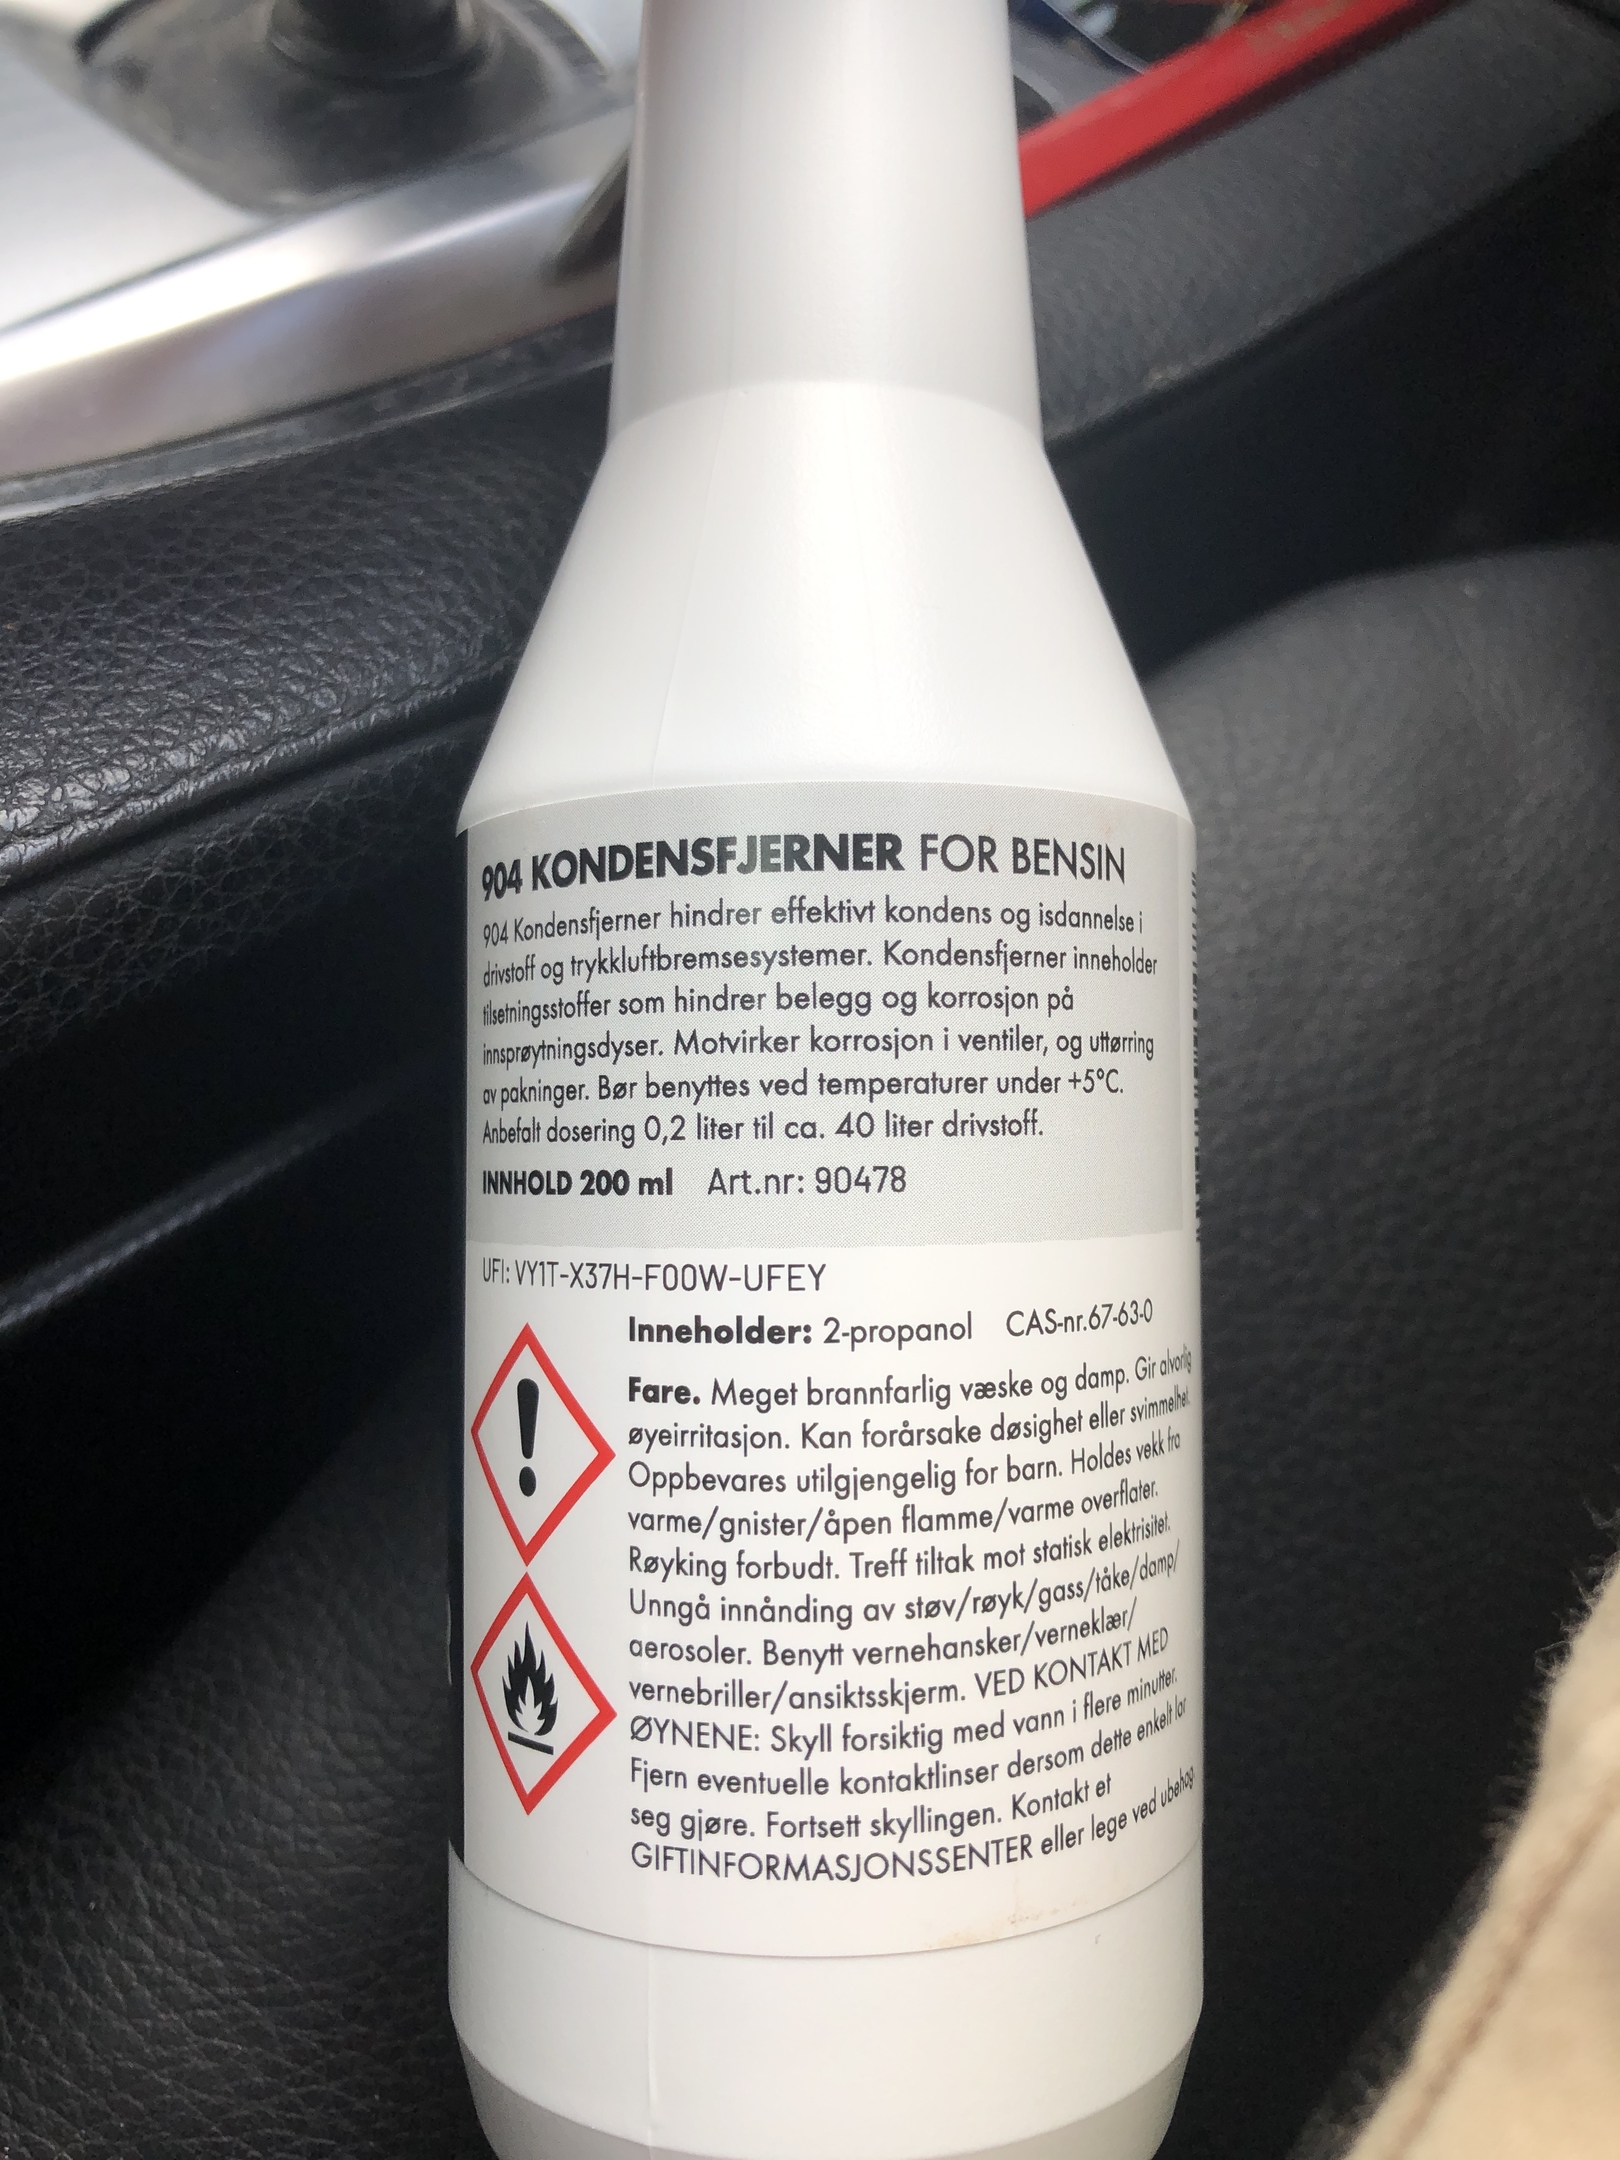 904 KONDENSFJERNER FOR BENSIN
904 Kondensfjerner hindrer effektivt kondens og isdannelse i
drivstoff og trykkluftbremsesystemer. Kondensfjerner inneholder
tilsetningsstoffer som hindrer belegg og korrosjon på
innsprøytningsdyser. Motvirker korrosjon i ventiler, og uttørring
av pakninger. Bør benyttes ved temperaturer under +5°C.
Anbefalt dosering 0,2 liter til ca. 40 liter drivstoff.
INNHOLD 200 ml Art.nr: 90478
UFI: VY1T-X37H-F00W-UFEY
Inneholder: 2-propanol CAS-nr.67-63-0
Fare. Meget brannfarlig væske og damp. Gir alvorlig
øyeirritasjon. Kan forårsake døsighet eller svimmelhet.
Oppbevares utilgjengelig for barn. Holdes vekk fra
varme/gnister/åpen flamme/varme overflater.
Røyking forbudt. Treff tiltak mot statisk elektrisitet.
Unngå innånding av støv/røyk/gass/tåke/damp/
aerosoler. Benytt vernehansker/verneklær/
vernebriller/ansiktsskjerm. VED KONTAKT MED
ØYNENE: Skyll forsiktig med vann i flere minutter.
Fjern eventuelle kontaktlinser dersom dette enkelt lar
seg gjøre. Fortsett skyllingen. Kontakt et
GIFTINFORMASJONSSENTER eller lege ved ubehag.